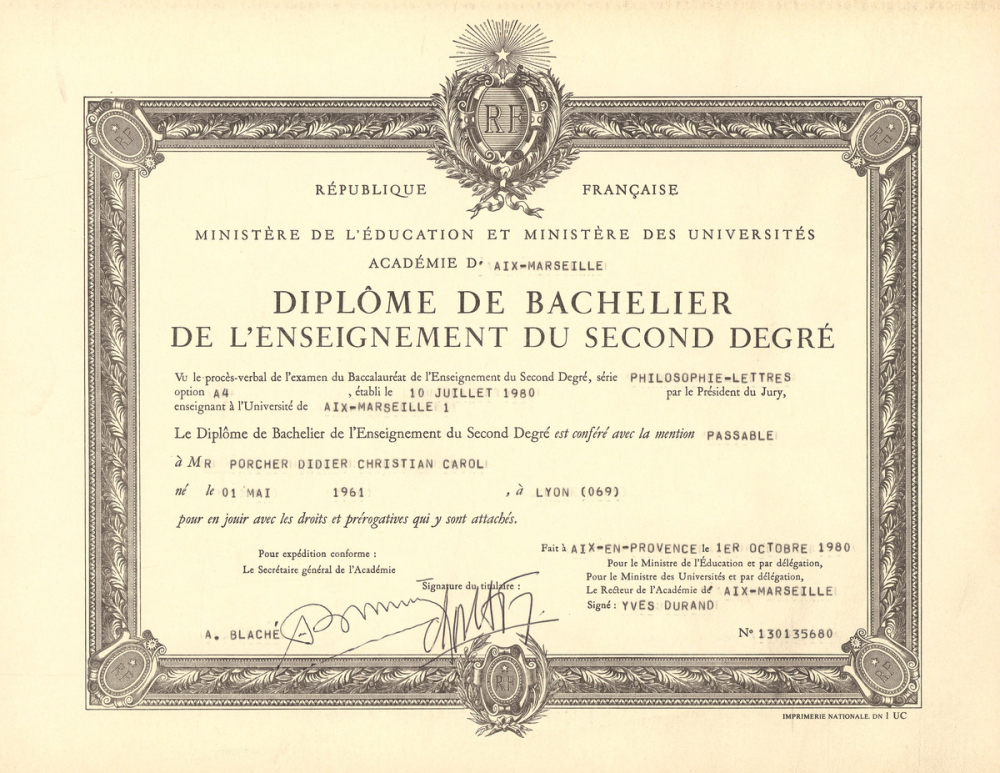 RF
RF
RF
RÉPUBLIQUE FRANÇAISE
MINISTÈRE DE L'ÉDUCATION ET MINISTÈRE DES UNIVERSITÉS
ACADÉMIE D' AIX-MARSEILLE
DIPLÔME DE BACHELIER
DE L'ENSEIGNEMENT DU SECOND DEGRÉ
Vu le procès-verbal de l'examen du Baccalauréat de l'Enseignement du Second Degré, série PHILOSOPHIE-LETTRES
option A4 , établi le 10 JUILLET 1980 par le Président du Jury,
enseignant à l'Université de AIX-MARSEILLE 1
Le Diplôme de Bachelier de l'Enseignement du Second Degré est conféré avec la mention PASSABLE
à MR PORCHER DIDIER CHRISTIAN CAROL
né le 01 MAI 1961 , à LYON (069)
pour en jouir avec les droits et prérogatives qui y sont attachés.
Pour expédition conforme :
Le Secrétaire général de l'Académie
A. BLACHÉ
Signature du titulaire :
Fait à AIX-EN-PROVENCE le 1ER OCTOBRE 1980
Pour le Ministre de l'Éducation et par délégation,
Pour le Ministre des Universités et par délégation,
Le Recteur de l'Académie d' AIX-MARSEILLE
Signé : YVES DURAND
N° 130135680
RF
RF
RF
IMPRIMERIE NATIONALE. DN 1 UC